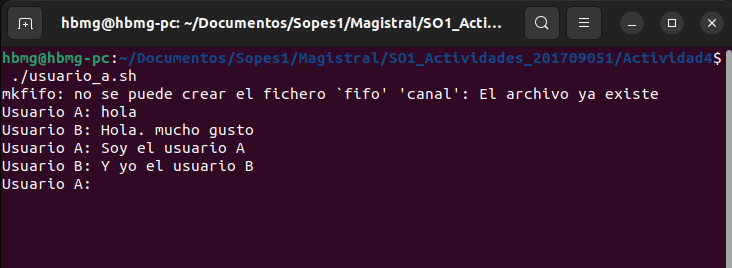 hbmg@hbmg-pc: ~/Documentos/Sopes1/Magistral/SO1_Acti…
hbmg@hbmg-pc:~/Documentos/Sopes1/Magistral/SO1_Actividades_201709051/Actividad4$
./usuario_a.sh
mkfifo: no se puede crear el fichero `fifo' 'canal': El archivo ya existe
Usuario A: hola
Usuario B: Hola. mucho gusto
Usuario A: Soy el usuario A
Usuario B: Y yo el usuario B
Usuario A: